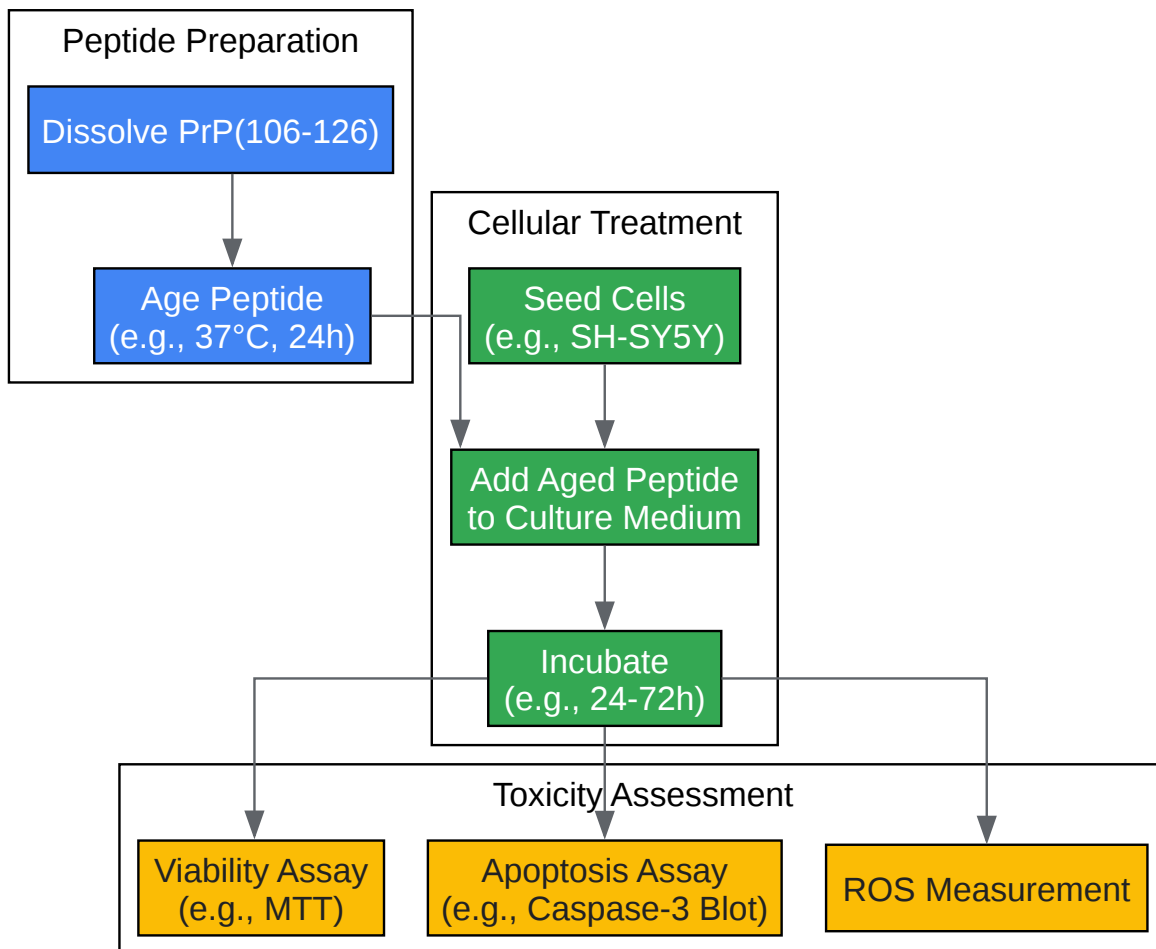 Peptide Preparation
Dissolve PrP(106-126)
Age Peptide
(e.g., 37°C, 24h)
Cellular Treatment
Seed Cells
(e.g., SH-SY5Y)
Add Aged Peptide
to Culture Medium
Incubate
(e.g., 24-72h)
Toxicity Assessment
Viability Assay
(e.g., MTT)
Apoptosis Assay
(e.g., Caspase-3 Blot)
ROS Measurement